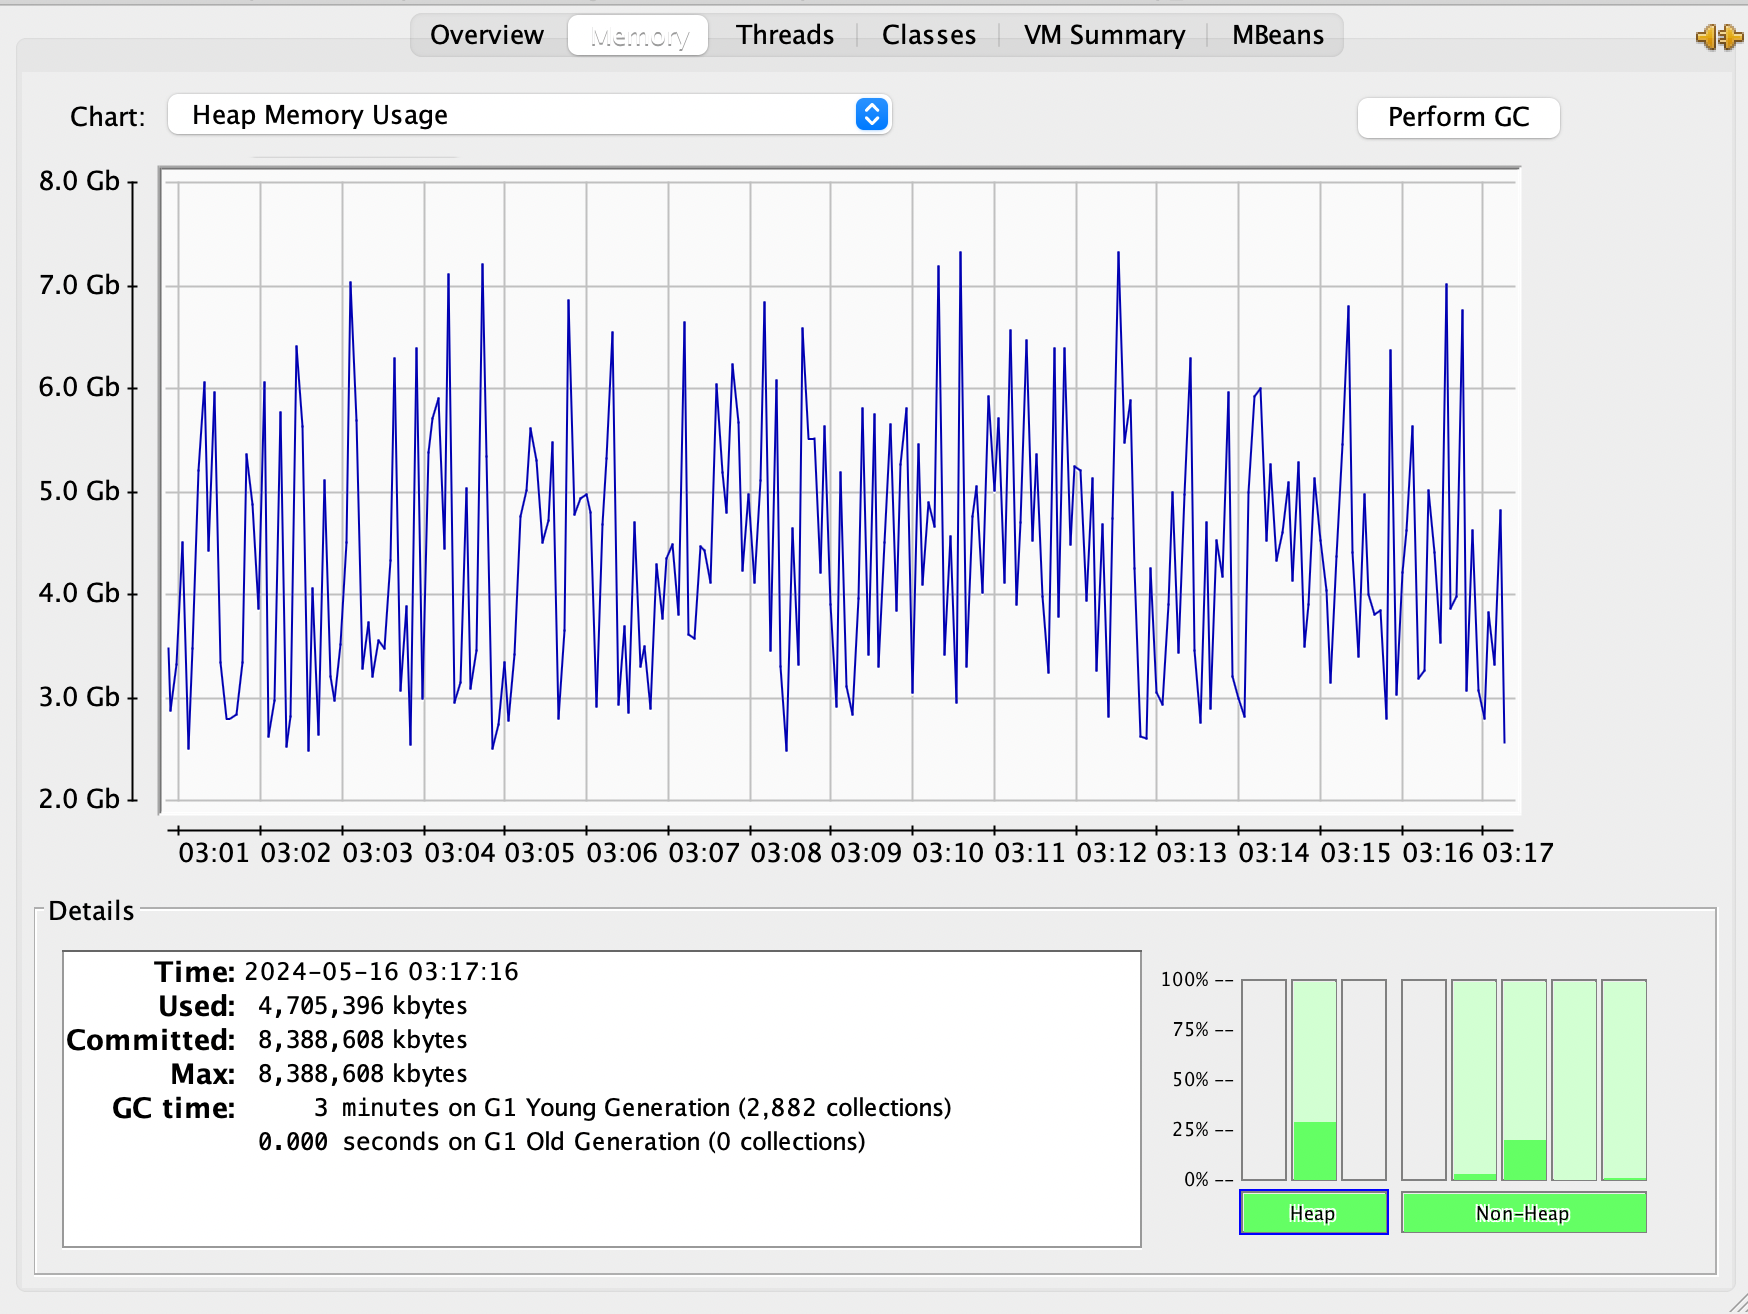 Overview Memory Threads Classes VM Summary MBeans
Chart: Heap Memory Usage Perform GC
8.0 Gb
7.0 Gb
6.0 Gb
5.0 Gb
4.0 Gb
3.0 Gb
2.0 Gb
03:01 03:02 03:03 03:04 03:05 03:06 03:07 03:08 03:09 03:10 03:11 03:12 03:13 03:14 03:15 03:16 03:17
Details
Time: 2024-05-16 03:17:16
Used: 4,705,396 kbytes
Committed: 8,388,608 kbytes
Max: 8,388,608 kbytes
GC time: 3 minutes on G1 Young Generation (2,882 collections)
0.000 seconds on G1 Old Generation (0 collections)
100% --
75% --
50% --
25% --
0% --
Heap Non-Heap